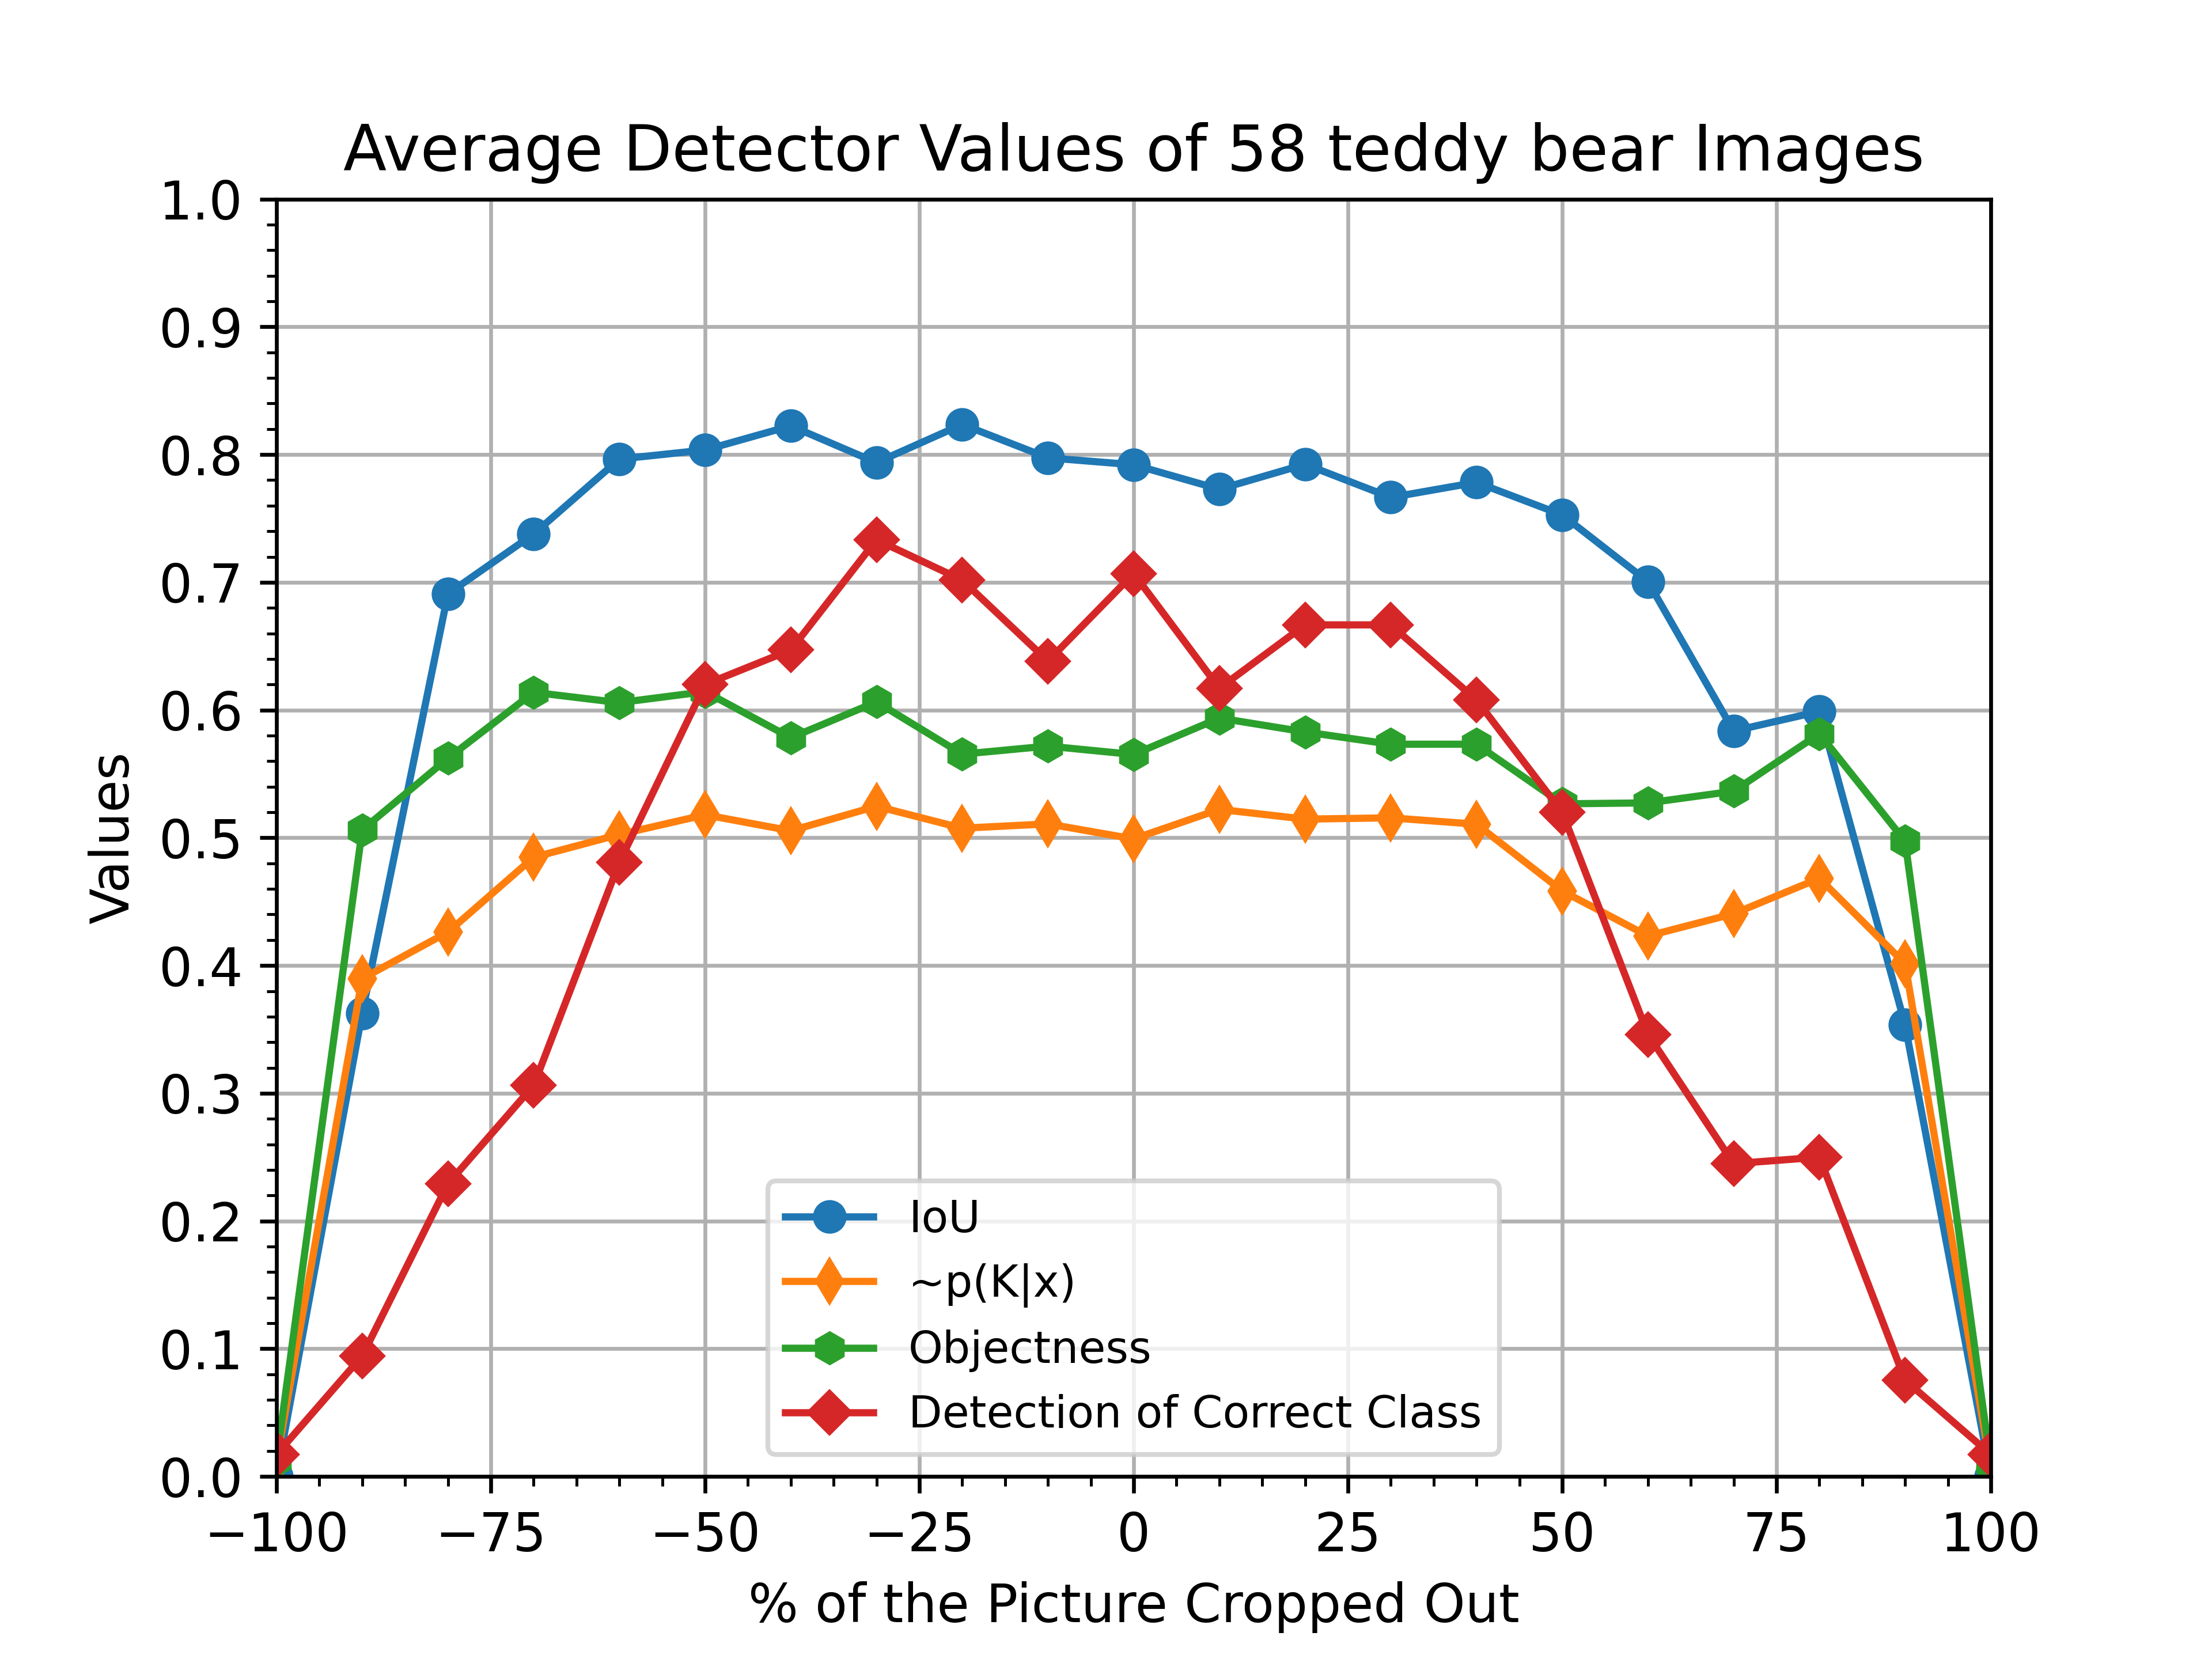 Average Detector Values of 58 teddy bear Images
1.0
0.9
0.8
0.7
0.6
0.5
0.4
0.3
0.2
0.1
0.0
Values
IoU
~p(K|x)
Objectness
Detection of Correct Class
−100 −75 −50 −25 0 25 50 75 100
% of the Picture Cropped Out